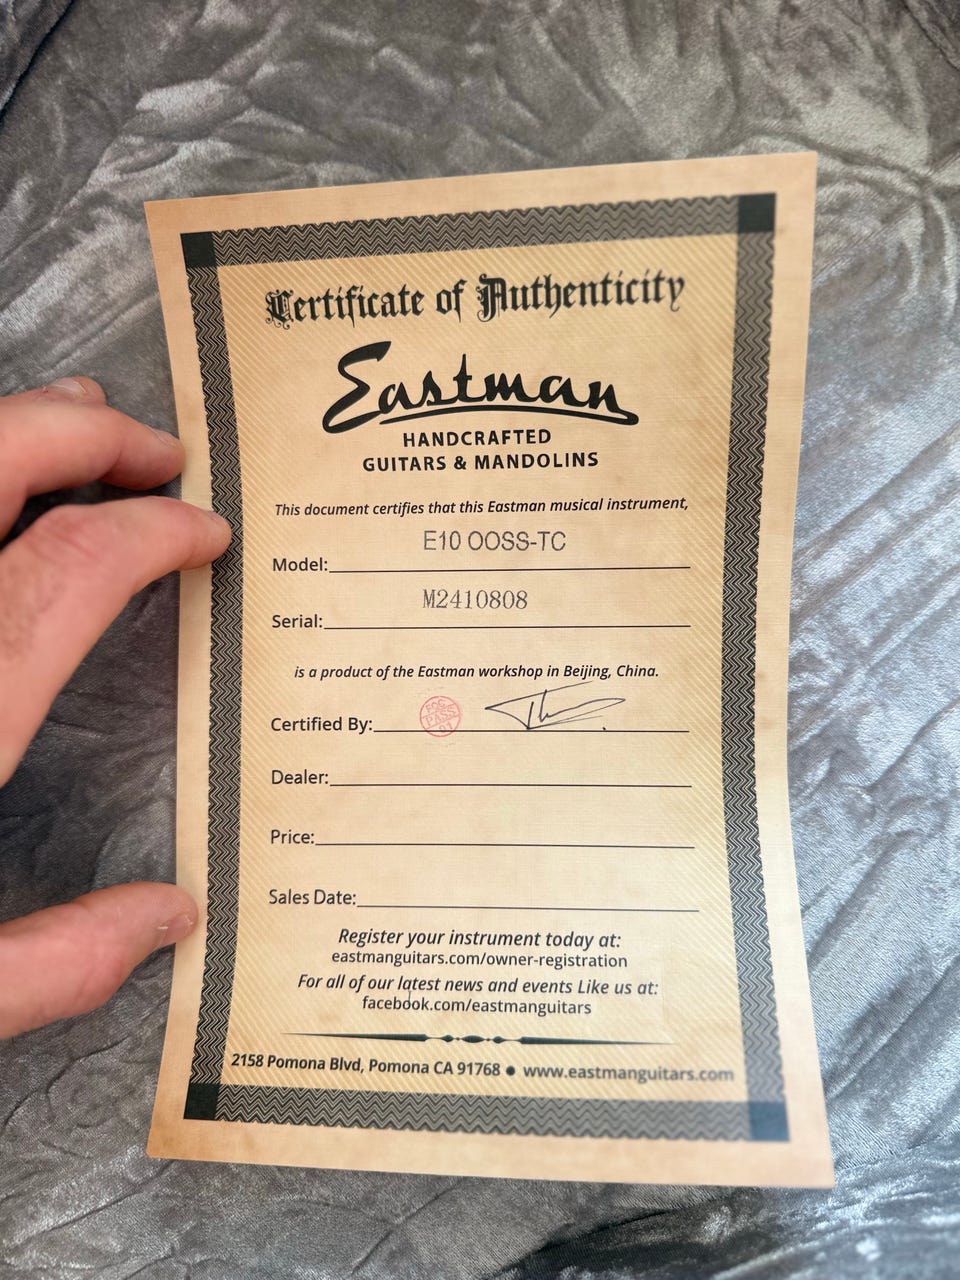 Certificate of Authenticity
Eastman
HANDCRAFTED
GUITARS & MANDOLINS
This document certifies that this Eastman musical instrument,
E10 OOSS-TC
Model:
M2410808
Serial:
is a product of the Eastman workshop in Beijing, China.
Certified By:
PASS
Dealer:
Price:
Sales Date:
Register your instrument today at:
eastmanguitars.com/owner-registration
For all of our latest news and events Like us at:
facebook.com/eastmanguitars
2158 Pomona Blvd, Pomona CA 91768 ● www.eastmanguitars.com